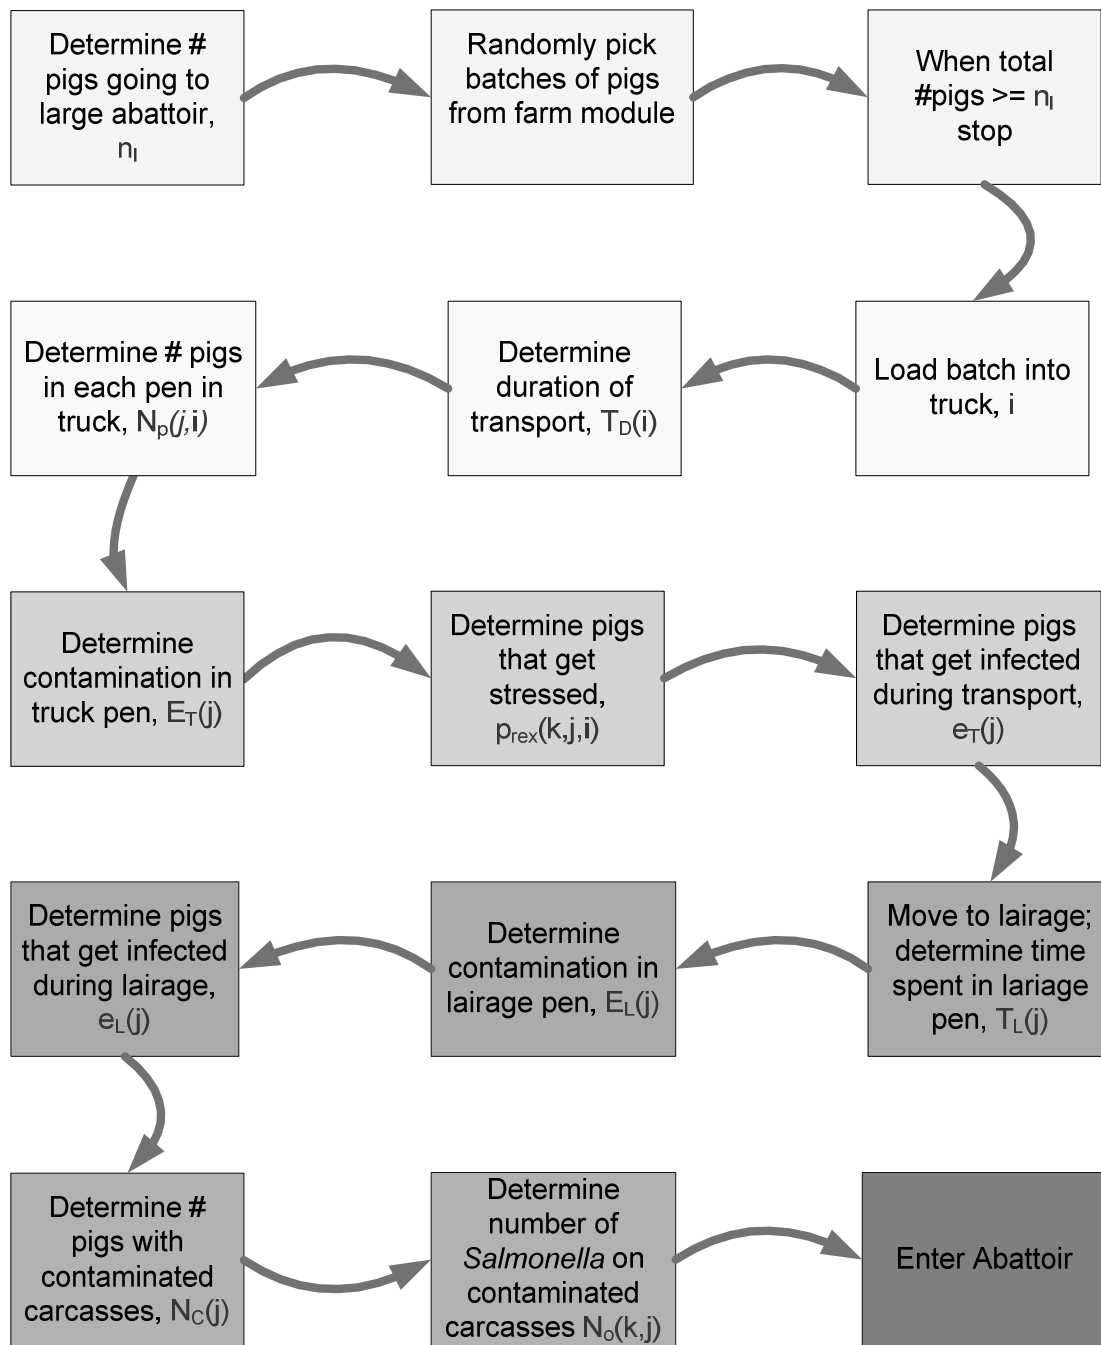 Determine #
pigs going to
large abattoir,
nl
Randomly pick
batches of pigs
from farm module
When total
#pigs >= nl
stop
Determine # pigs
in each pen in
truck, Np(j,i)
Determine
duration of
transport, TD(i)
Load batch into
truck, i
Determine
contamination in
truck pen, ET(j)
Determine pigs
that get
stressed,
prex(k,j,i)
Determine pigs
that get infected
during transport,
eT(j)
Determine pigs
that get infected
during lairage,
eL(j)
Determine
contamination in
lairage pen, EL(j)
Move to lairage;
determine time
spent in lariage
pen, TL(j)
Determine #
pigs with
contaminated
carcasses, NC(j)
Determine
number of
Salmonella on
contaminated
carcasses No(k,j)
Enter Abattoir